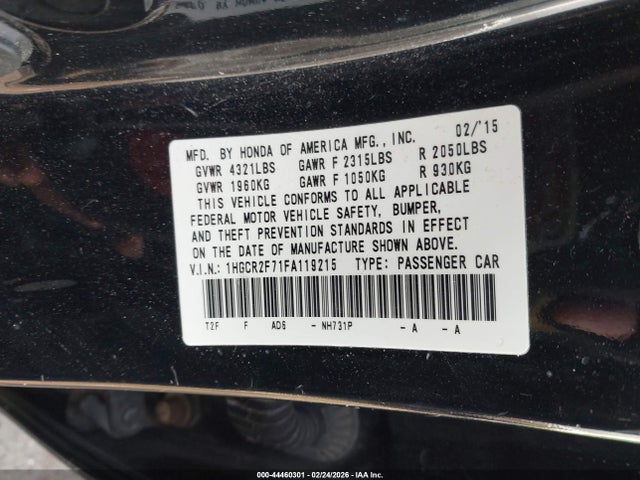 MFD. BY HONDA OF AMERICA MFG., INC. 02/'15
GVWR 4321LBS GAWR F 2315LBS R 2050LBS
GVWR 1960KG GAWR F 1050KG R 930KG
THIS VEHICLE CONFORMS TO ALL APPLICABLE
FEDERAL MOTOR VEHICLE SAFETY, BUMPER,
AND THEFT PREVENTION STANDARDS IN EFFECT
ON THE DATE OF MANUFACTURE SHOWN ABOVE.
V.I.N.: 1HGCR2F71FA119215 TYPE: PASSENGER CAR
T2F F AD6 - NH731P - A - A
000-44460301 - 02/24/2026 - IAA Inc.